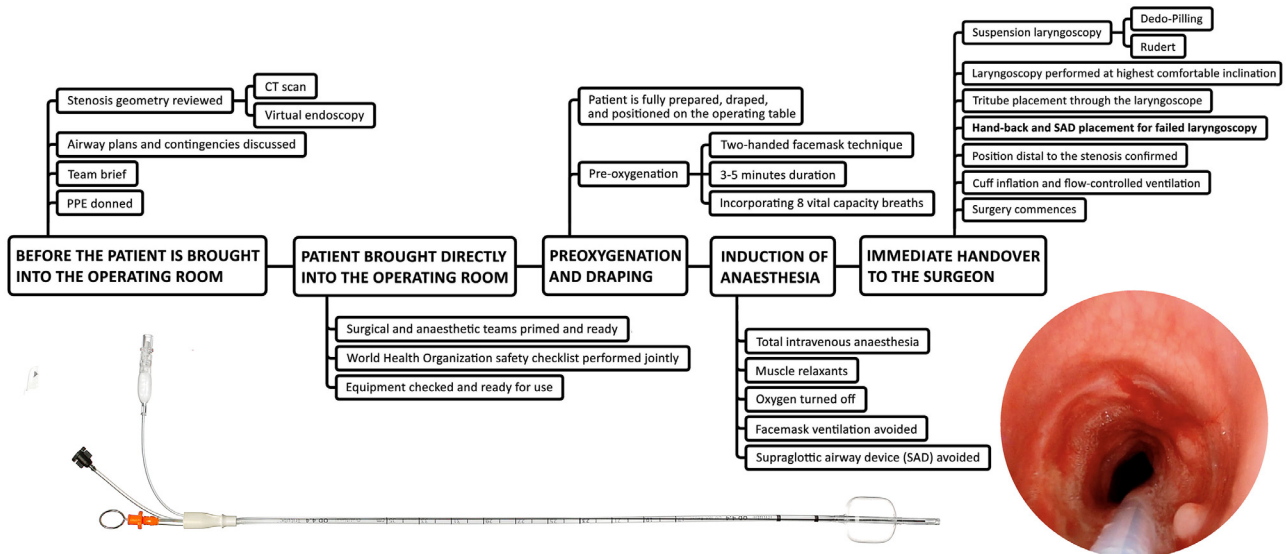 Dedo-Pilling
Suspension laryngoscopy
Rudert
Laryngoscopy performed at highest comfortable inclination
Tritube placement through the laryngoscope
Hand-back and SAD placement for failed laryngoscopy
Position distal to the stenosis confirmed
Cuff inflation and flow-controlled ventilation
Surgery commences
CT scan
Stenosis geometry reviewed
Virtual endoscopy
Airway plans and contingencies discussed
Team brief
PPE donned
Patient is fully prepared, draped,
and positioned on the operating table
Two-handed facemask technique
Pre-oxygenation
3-5 minutes duration
Incorporating 8 vital capacity breaths
BEFORE THE PATIENT IS BROUGHT
INTO THE OPERATING ROOM
PATIENT BROUGHT DIRECTLY
INTO THE OPERATING ROOM
PREOXYGENATION
AND DRAPING
INDUCTION OF
ANAESTHESIA
IMMEDIATE HANDOVER
TO THE SURGEON
Surgical and anaesthetic teams primed and ready
World Health Organization safety checklist performed jointly
Equipment checked and ready for use
Total intravenous anaesthesia
Muscle relaxants
Oxygen turned off
Facemask ventilation avoided
Supraglottic airway device (SAD) avoided